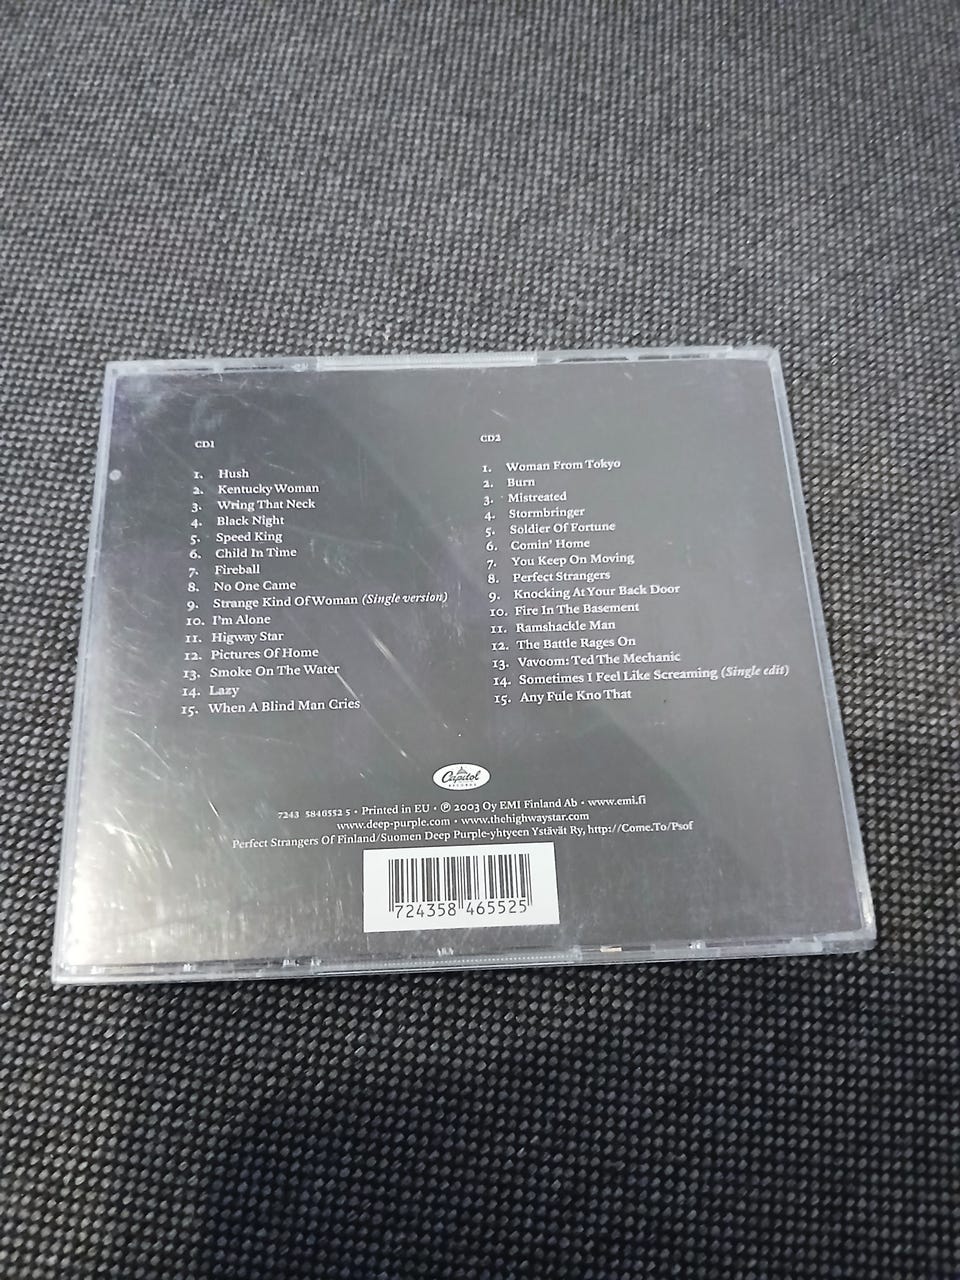 CD1
1. Hush
2. Kentucky Woman
3. Wring That Neck
4. Black Night
5. Speed King
6. Child In Time
7. Fireball
8. No One Came
9. Strange Kind Of Woman (Single version)
10. I'm Alone
11. Higway Star
12. Pictures Of Home
13. Smoke On The Water
14. Lazy
15. When A Blind Man Cries
CD2
1. Woman From Tokyo
2. Burn
3. Mistreated
4. Stormbringer
5. Soldier Of Fortune
6. Comin' Home
7. You Keep On Moving
8. Perfect Strangers
9. Knocking At Your Back Door
10. Fire In The Basement
11. Ramshackle Man
12. The Battle Rages On
13. Vavoom: Ted The Mechanic
14. Sometimes I Feel Like Screaming (Single edit)
15. Any Fule Kno That
Capitol
RECORDS
7243 5846552 5 • Printed in EU • ℗ 2003 Oy EMI Finland Ab • www.emi.fi
www.deep-purple.com • www.thehighwaystar.com
Perfect Strangers Of Finland/Suomen Deep Purple-yhtyeen Ystävät Ry, http://Come.To/Psof
724358 465525